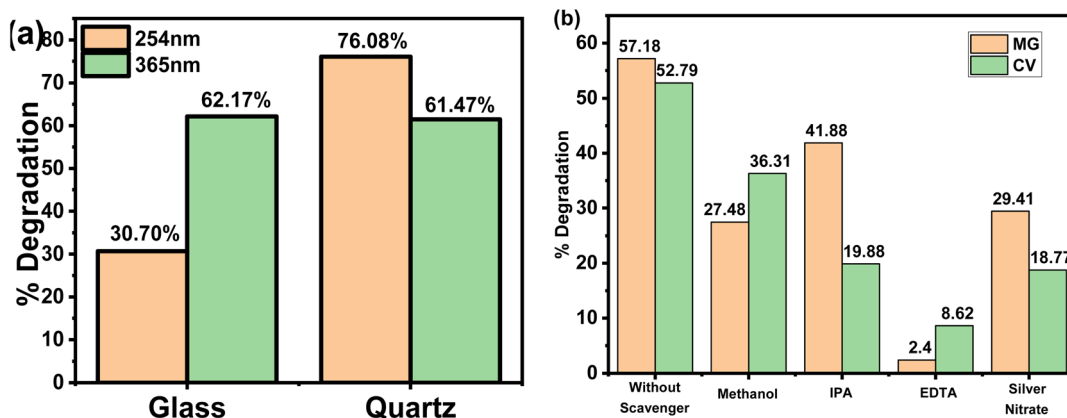 (a)
254nm
365nm
% Degradation
80
70
60
50
40
30
20
10
0
30.70%
62.17%
76.08%
61.47%
Glass
Quartz
(b)
MG
CV
% Degradation
60
50
40
30
20
10
0
57.18
52.79
27.48
36.31
41.88
19.88
2.4
8.62
29.41
18.77
Without
Scavenger
Methanol
IPA
EDTA
Silver
Nitrate